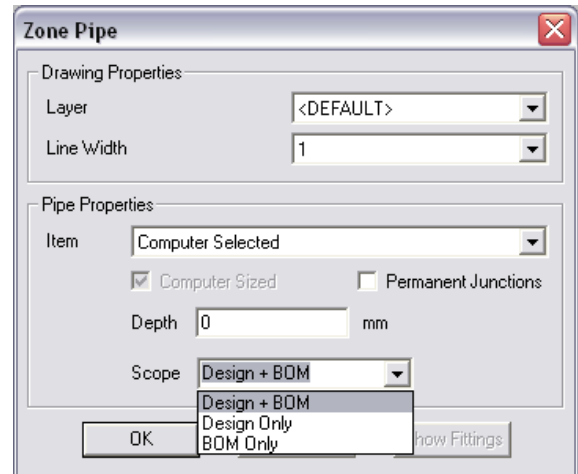 Zone Pipe
Drawing Properties
Layer <DEFAULT>
Line Width 1
Pipe Properties
Item Computer Selected
Computer Sized Permanent Junctions
Depth 0 mm
Scope Design + BOM
Design + BOM
Design Only
BOM Only
OK Fittings